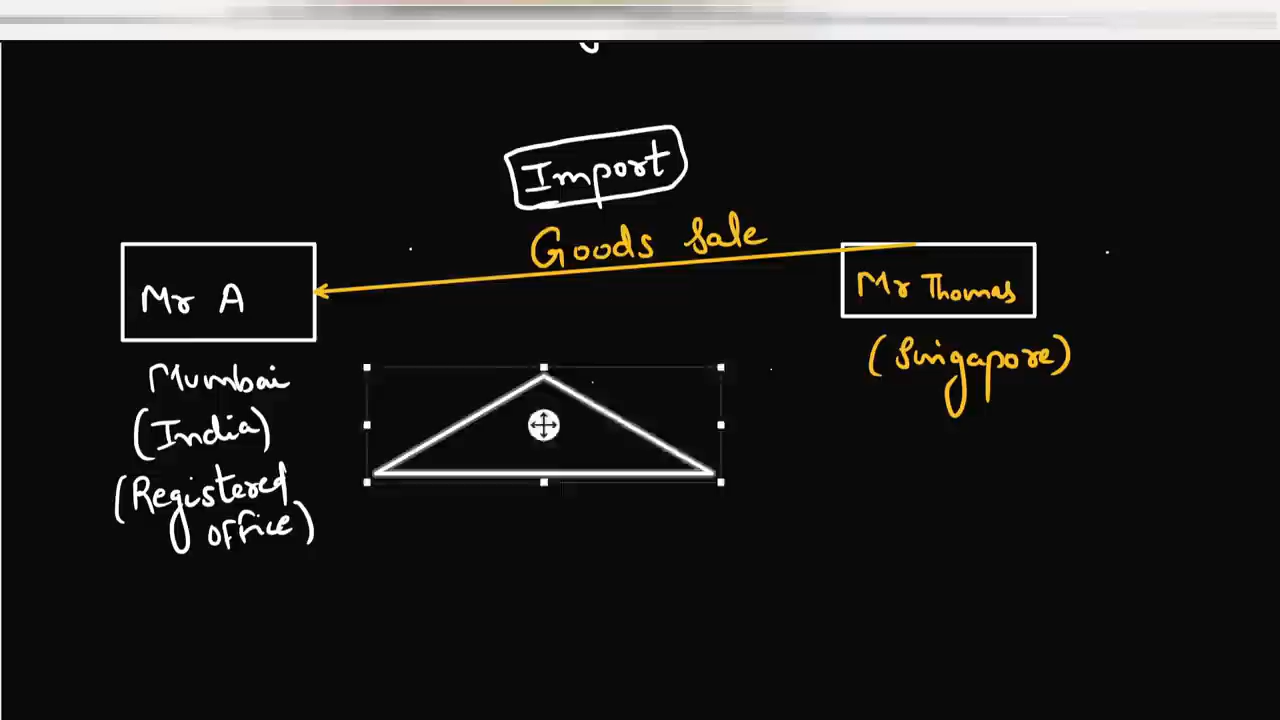 Import
Goods Sale
Mr A
Mr Thomas
(Singapore)
Mumbai
(India)
(Registered
office)